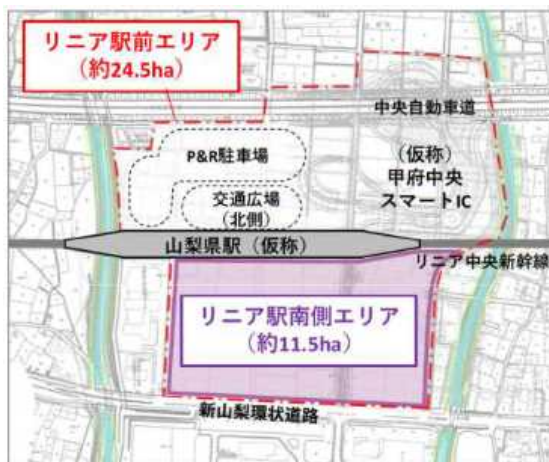 リニア駅前エリア
（約24.5ha）
中央自動車道
P&R駐車場
（仮称）
甲府中央
スマートIC
交通広場
（北側）
山梨県駅（仮称）
リニア中央新幹線
リニア駅南側エリア
（約11.5ha）
新山梨環状道路